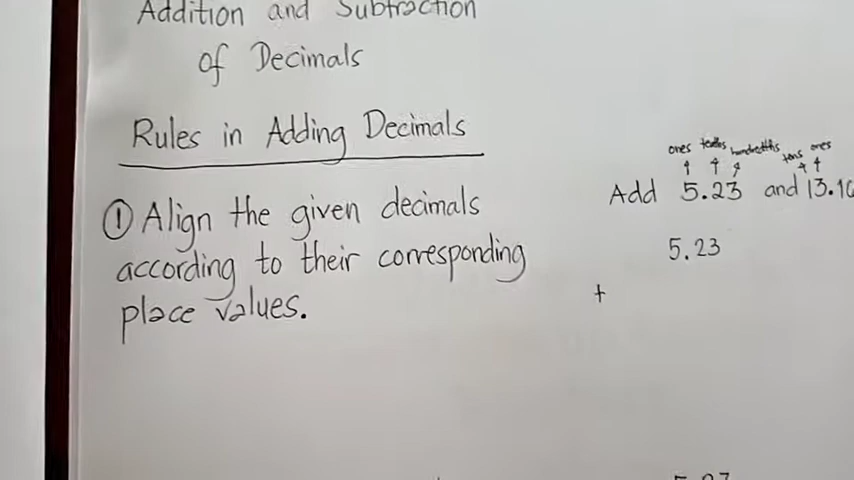 Addition and Subtraction
of Decimals
Rules in Adding Decimals
① Align the given decimals
according to their corresponding
place values.
ones tenths hundredths tens ones
Add 5.23 and 13.1
5.23
+